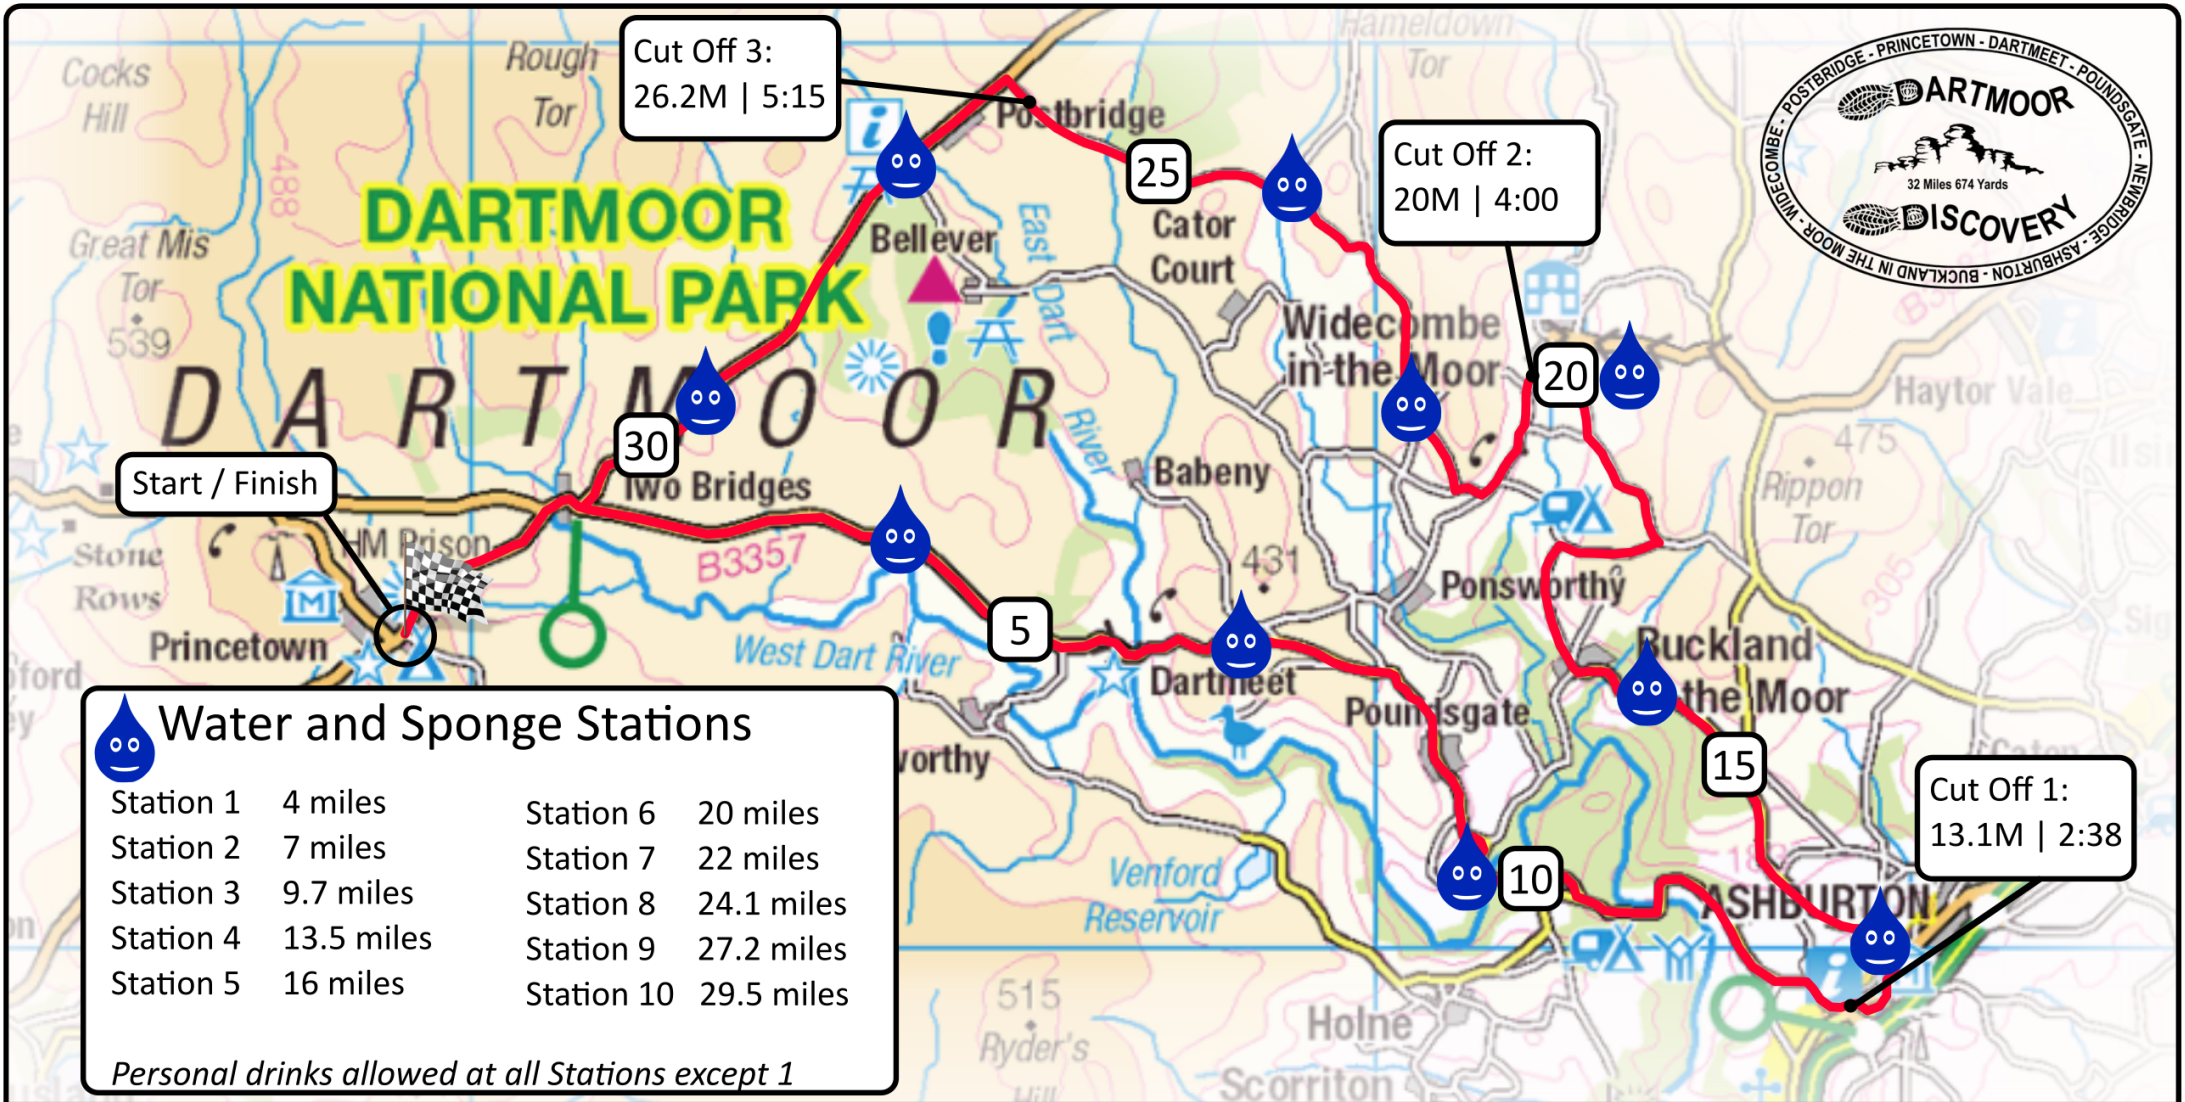 Cut Off 3:
26.2M | 5:15
Cut Off 2:
20M | 4:00
Cut Off 1:
13.1M | 2:38
Start / Finish
POSTBRIDGE - PRINCETOWN - DARTMEET - POUNDSGATE - NEWBRIDGE - ASHBURTON - BUCKLAND - WIDECOMBE IN THE MOOR -
DARTMOOR
32 Miles 674 Yards
DISCOVERY
Hameldown
Tor
Cocks
Hill
Rough
Tor
488
Postbridge
25
DARTMOOR
NATIONAL PARK
Great Mis
Tor
539
Bellever
East Dart
River
Cator
Court
Widecombe
in the Moor
20
Haytor Vale
475
Rippon
Tor
DARTMOOR
30
Two Bridges
Babeny
HM Prison
Stone
Rows
B3357
431
Ponsworthy
305
Princetown
West Dart River
5
Dartmeet
Poundsgate
Buckland
the Moor
15
worthy
Venford
Reservoir
10
ASHBURTON
515
Ryder's
Hill
Holne
Scorriton
Water and Sponge Stations
Station 1 4 miles
Station 2 7 miles
Station 3 9.7 miles
Station 4 13.5 miles
Station 5 16 miles
Station 6 20 miles
Station 7 22 miles
Station 8 24.1 miles
Station 9 27.2 miles
Station 10 29.5 miles
Personal drinks allowed at all Stations except 1